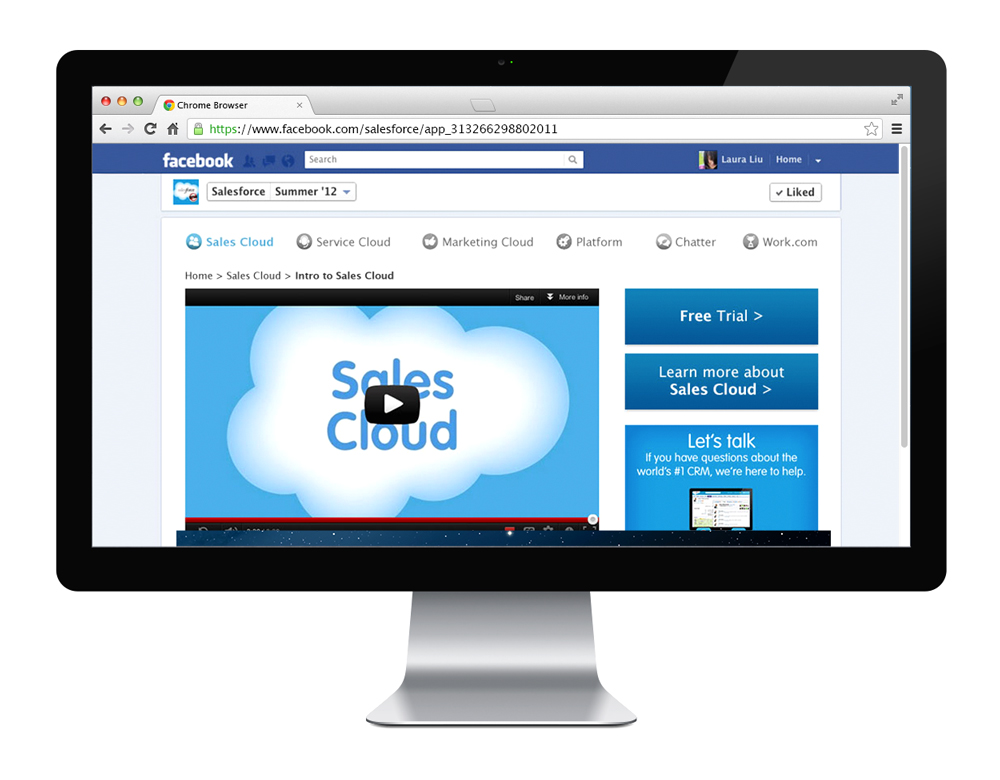 Chrome Browser
https://www.facebook.com/salesforce/app_313266298802011
facebook
Search
Laura Liu
Home
Salesforce
Summer '12
Liked
Sales Cloud
Service Cloud
Marketing Cloud
Platform
Chatter
Work.com
Home > Sales Cloud > Intro to Sales Cloud
Share
More info
Sales
Cloud
Free Trial >
Learn more about
Sales Cloud >
Let's talk
If you have questions about the
world's #1 CRM, we're here to help.